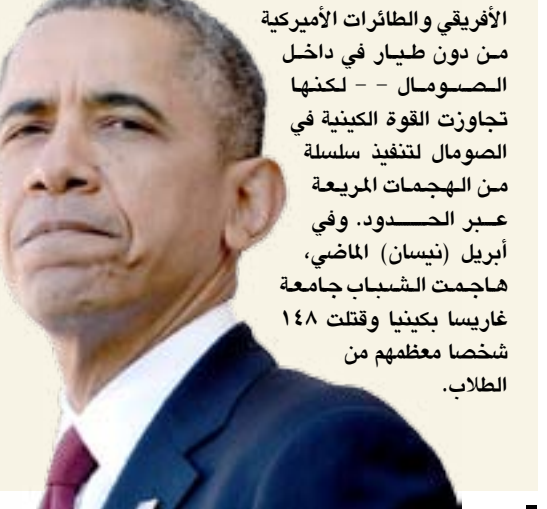 الأفريقي والطائرات الأميركية
من دون طيار في داخل
الصومال - - لكنها
تجاوزت القوة الكينية في
الصومال لتنفيذ سلسلة
من الهجمات المريعة
عبر الحدود. وفي
أبريل (نيسان) الماضي،
هاجمت الشباب جامعة
غاريسا بكينيا وقتلت ١٤٨
شخصا معظمهم من
الطلاب.